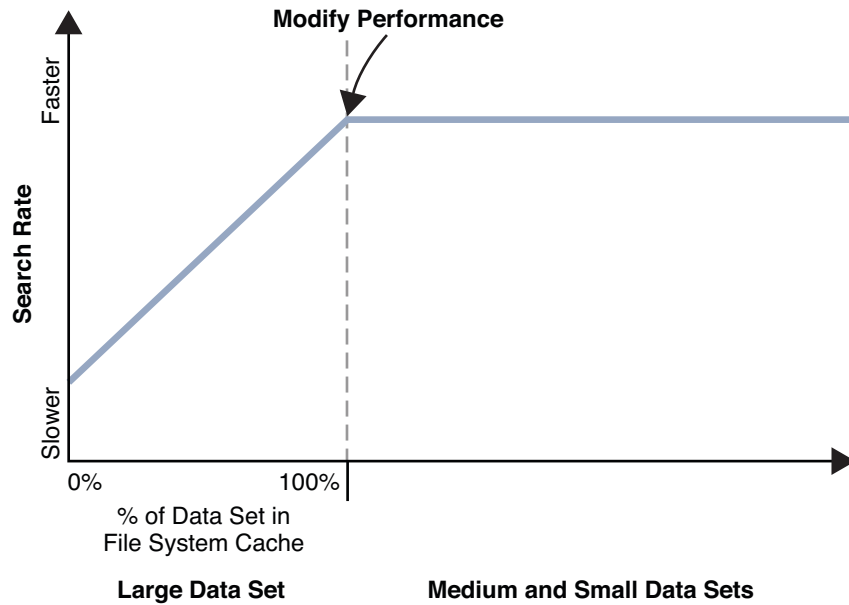 Modify Performance
Faster
Search Rate
Slower
0%
100%
% of Data Set in
File System Cache
Large Data Set
Medium and Small Data Sets